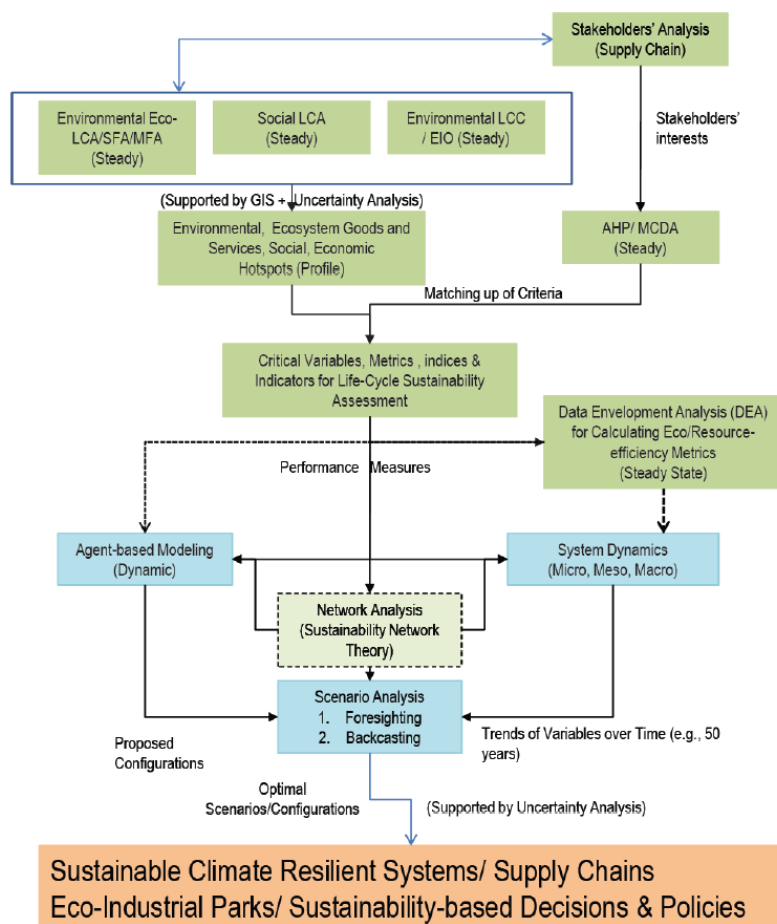 Stakeholders' Analysis
(Supply Chain)
Environmental Eco-
LCA/SFA/MFA
(Steady)
Social LCA
(Steady)
Environmental LCC
/ EIO (Steady)
Stakeholders'
interests
(Supported by GIS + Uncertainty Analysis)
Environmental, Ecosystem Goods and
Services, Social, Economic
Hotspots (Profile)
AHP/ MCDA
(Steady)
Matching up of Criteria
Critical Variables, Metrics , indices &
Indicators for Life-Cycle Sustainability
Assessment
Data Envelopment Analysis (DEA)
for Calculating Eco/Resource-
efficiency Metrics
(Steady State)
Performance Measures
Agent-based Modeling
(Dynamic)
System Dynamics
(Micro, Meso, Macro)
Network Analysis
(Sustainability Network
Theory)
Scenario Analysis
1. Foresighting
2. Backcasting
Proposed
Configurations
Trends of Variables over Time (e.g., 50
years)
Optimal
Scenarios/Configurations
(Supported by Uncertainty Analysis)
Sustainable Climate Resilient Systems/ Supply Chains
Eco-Industrial Parks/ Sustainability-based Decisions & Policies